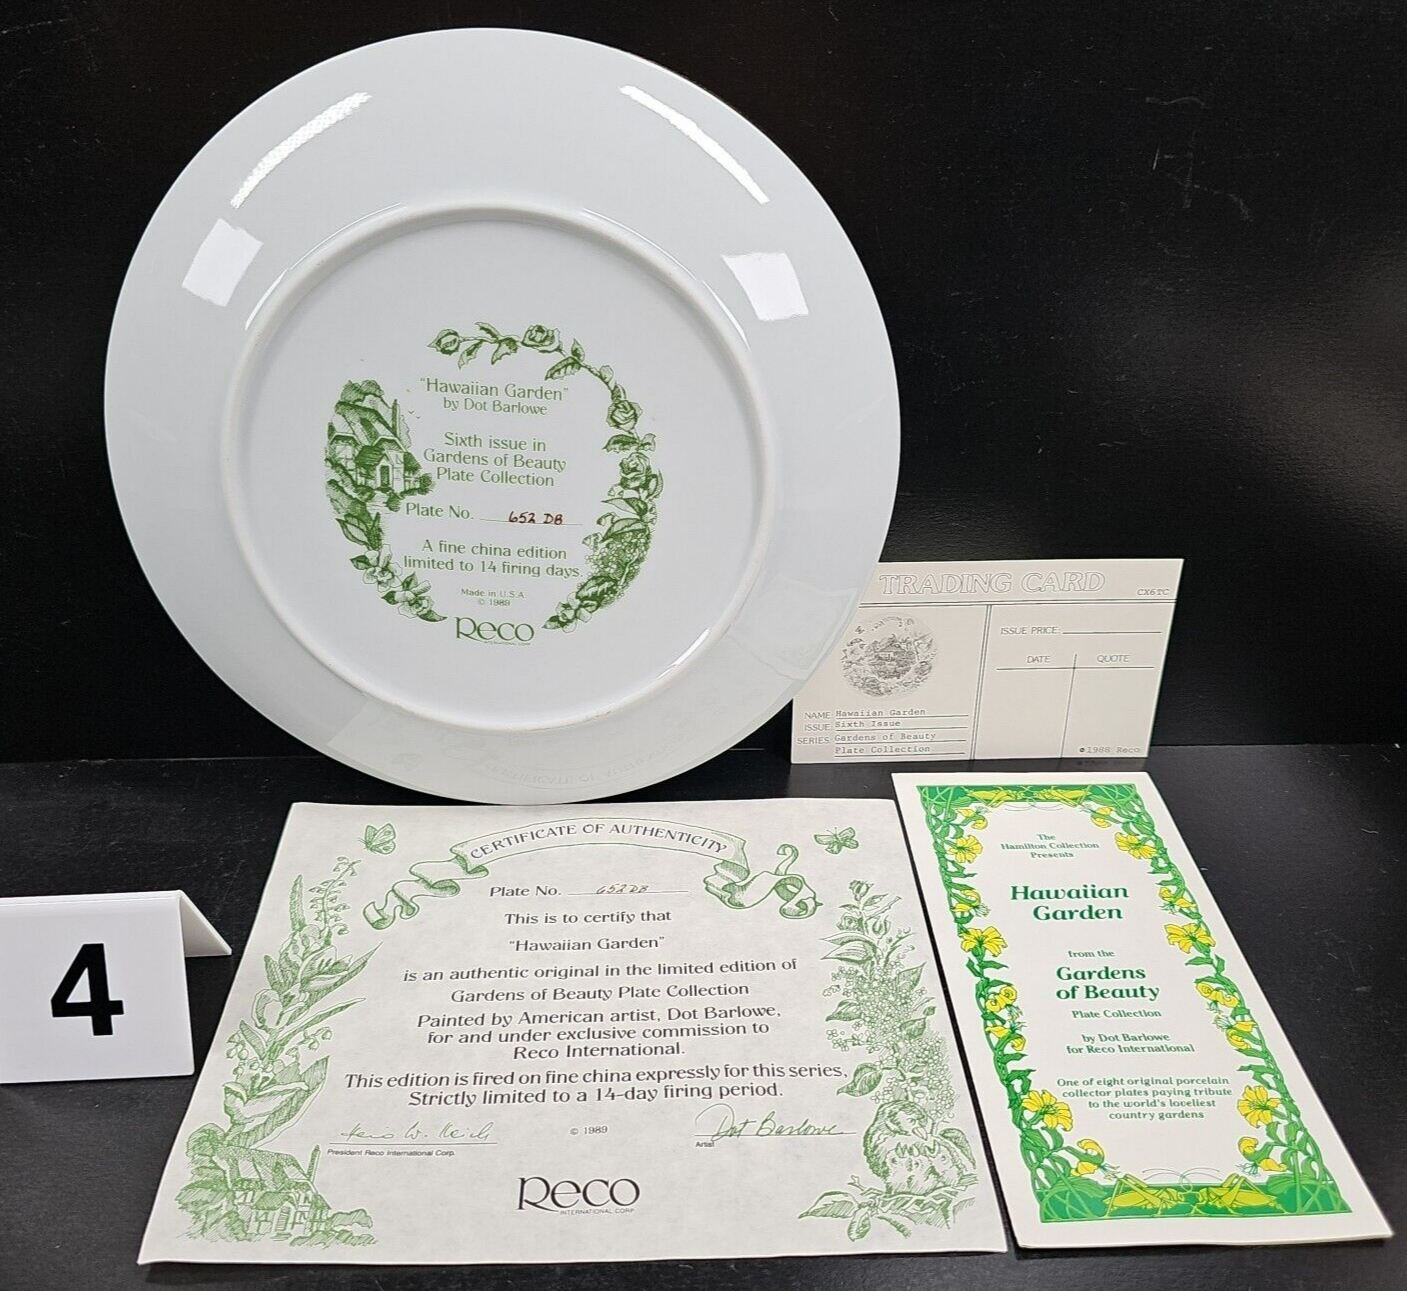 "Hawaiian Garden"
by Dot Barlowe
Sixth issue in
Gardens of Beauty
Plate Collection
Plate No. 652 DB
A fine china edition
limited to 14 firing days
Made in U.S.A
© 1989
Reco
INTERNATIONAL CORP.
TRADING CARD
CX6TC
ISSUE PRICE:
DATE QUOTE
NAME: Hawaiian Garden
ISSUE: Sixth Issue
SERIES: Gardens of Beauty
Plate Collection
©1988 Reco
4
CERTIFICATE OF AUTHENTICITY
Plate No. 652 DB
This is to certify that
"Hawaiian Garden"
is an authentic original in the limited edition of
Gardens of Beauty Plate Collection
Painted by American artist, Dot Barlowe,
for and under exclusive commission to
Reco International.
This edition is fired on fine china expressly for this series,
Strictly limited to a 14-day firing period.
© 1989
Dot Barlowe
President Reco International Corp.
Artist
Reco
INTERNATIONAL CORP.
The
Hamilton Collection
Presents
Hawaiian
Garden
from the
Gardens
of Beauty
Plate Collection
by Dot Barlowe
for Reco International
One of eight original porcelain
collector plates paying tribute
to the world's loveliest
country gardens